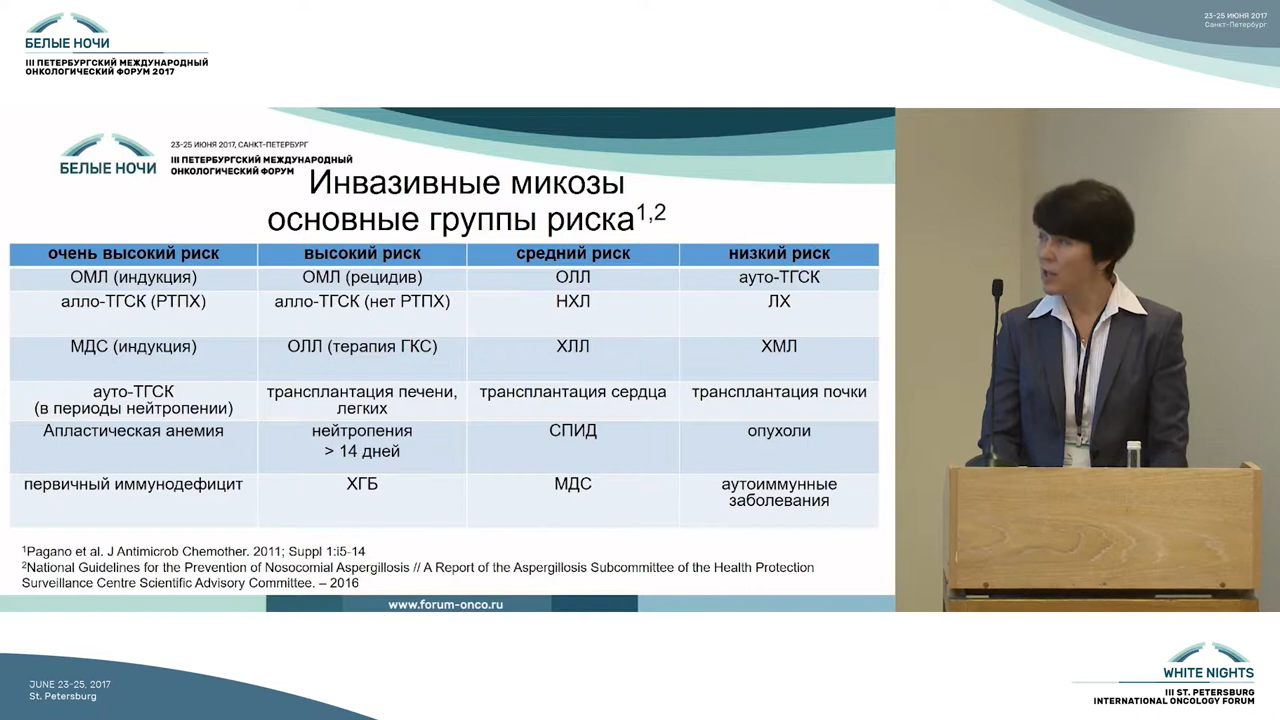 БЕЛЫЕ НОЧИ
III ПЕТЕРБУРГСКИЙ МЕЖДУНАРОДНЫЙ
ОНКОЛОГИЧЕСКИЙ ФОРУМ 2017
23-25 ИЮНЯ 2017
Санкт-Петербург
БЕЛЫЕ НОЧИ
23-25 ИЮНЯ 2017, САНКТ-ПЕТЕРБУРГ
III ПЕТЕРБУРГСКИЙ МЕЖДУНАРОДНЫЙ
ОНКОЛОГИЧЕСКИЙ ФОРУМ
Инвазивные микозы
основные группы риска1,2
очень высокий риск высокий риск средний риск низкий риск
ОМЛ (индукция) ОМЛ (рецидив) ОЛЛ ауто-ТГСК
алло-ТГСК (РТПХ) алло-ТГСК (нет РТПХ) НХЛ ЛХ
МДС (индукция) ОЛЛ (терапия ГКС) ХЛЛ ХМЛ
ауто-ТГСК
(в периоды нейтропении)
трансплантация печени,
легких
трансплантация сердца трансплантация почки
Апластическая анемия
нейтропения
> 14 дней
СПИД опухоли
первичный иммунодефицит ХГБ МДС
аутоиммунные
заболевания
1Pagano et al. J Antimicrob Chemother. 2011; Suppl 1:i5-14
2National Guidelines for the Prevention of Nosocomial Aspergillosis // A Report of the Aspergillosis Subcommittee of the Health Protection
Surveillance Centre Scientific Advisory Committee. – 2016
www.forum-onco.ru
JUNE 23-25, 2017
St. Petersburg
WHITE NIGHTS
III ST. PETERSBURG
INTERNATIONAL ONCOLOGY FORUM